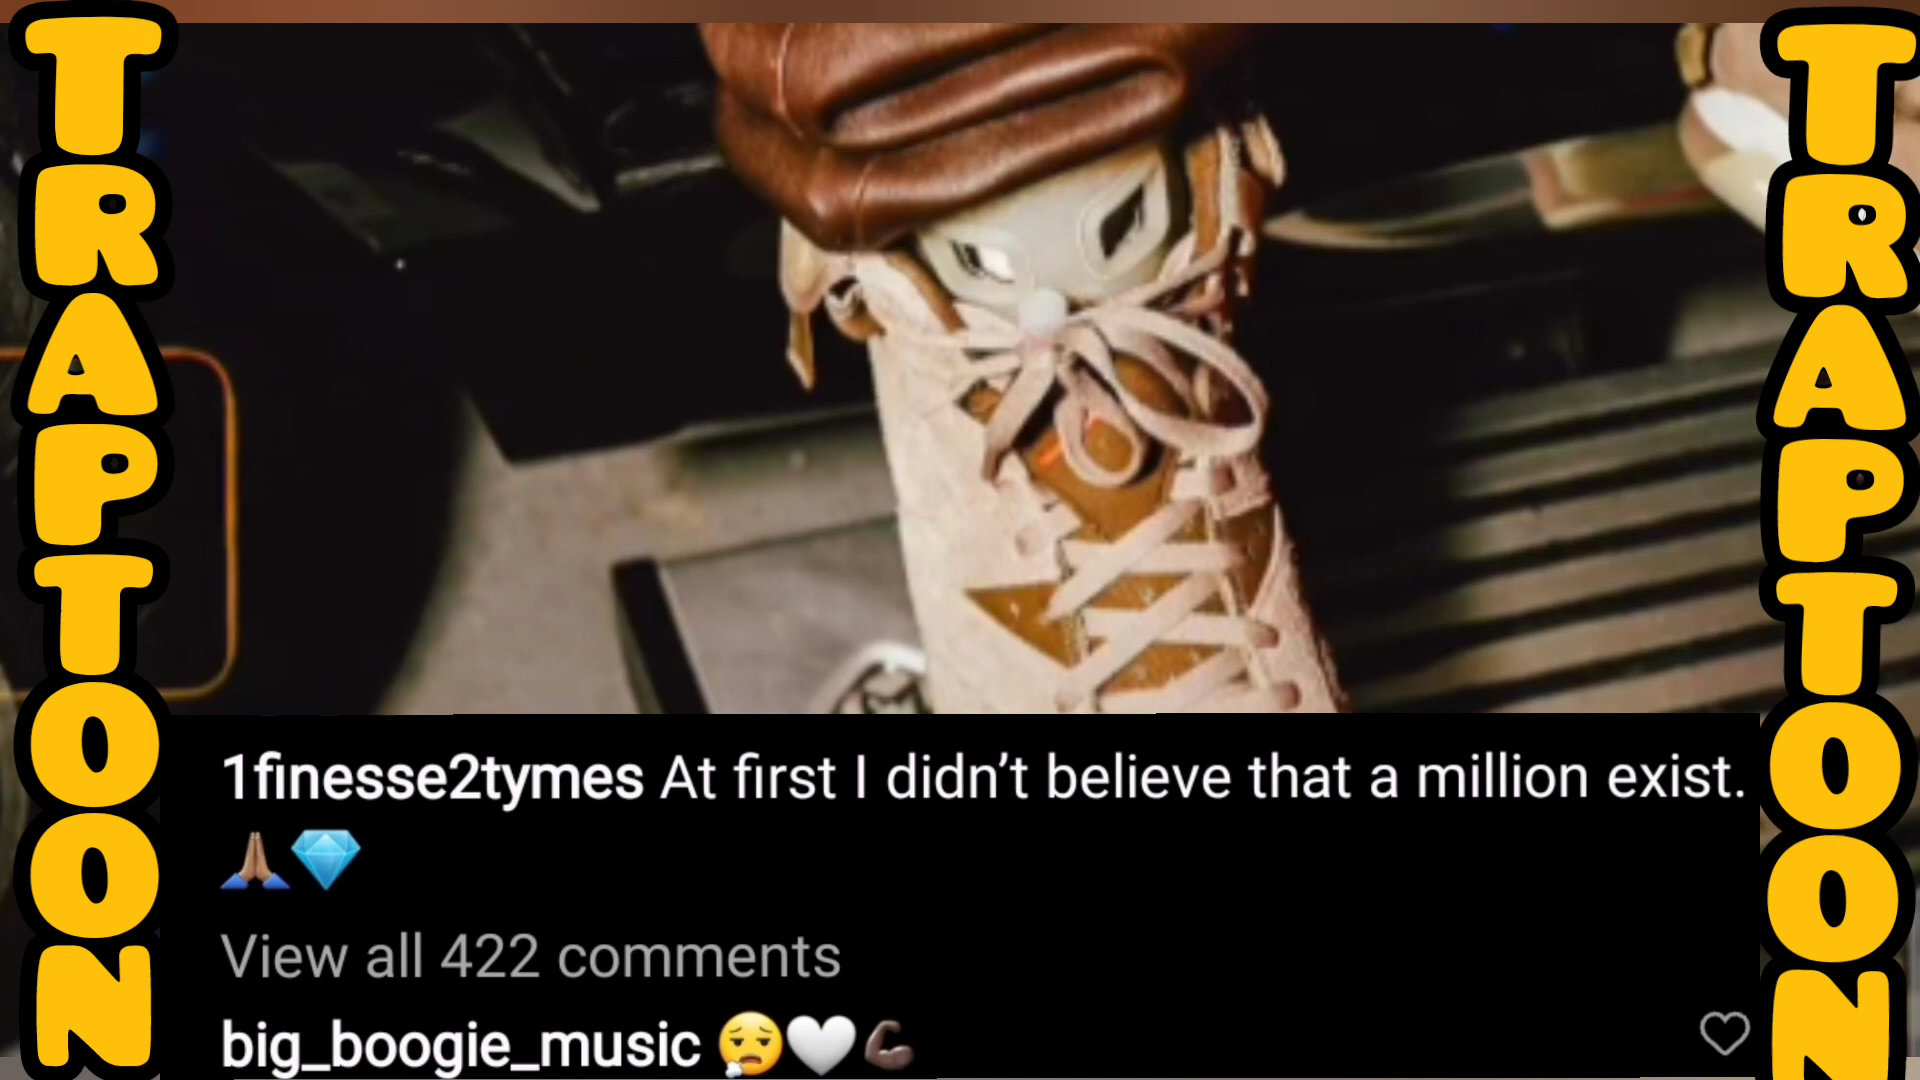 TRAPTOON
1finesse2tymes At first I didn’t believe that a million exist.
🙏🏽💎
View all 422 comments
big_boogie_music 😮‍💨🤍💪🏿
TRAPTOON